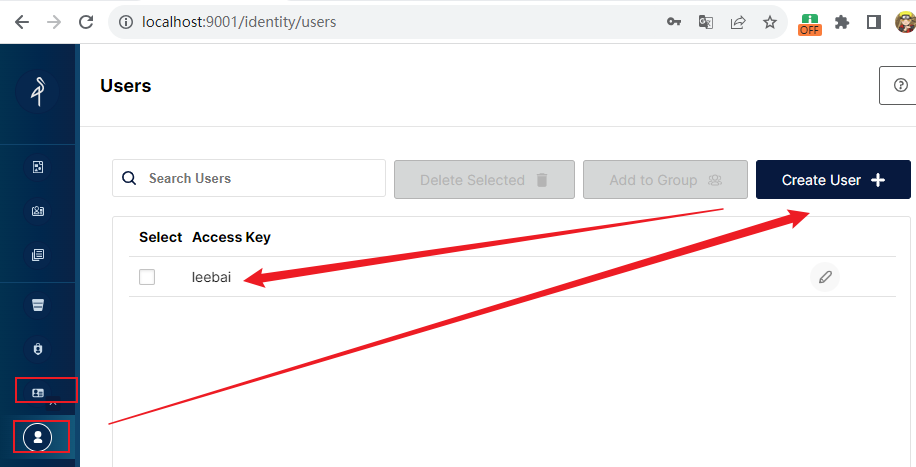 localhost:9001/identity/users
OFF
Users
Search Users
Delete Selected
Add to Group
Create User
Select Access Key
leebai